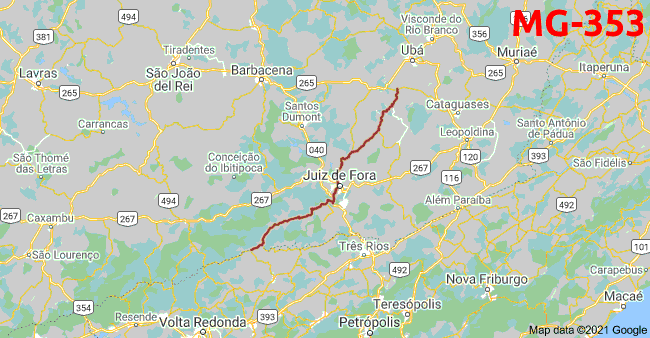 MG-353
494
Visconde do
Rio Branco
356
381
Tiradentes
Ubá
Muriaé
Lavras
São João
del Rei
Barbacena
265
265
Itaperuna
265
Santos
Dumont
Cataguases
Carrancas
Leopoldina
Santo Antônio
de Pádua
040
São Thomé
das Letras
Conceição
do Ibitipoca
120
393
São Fidélis
Juiz de Fora
267
116
494
267
Além Paraíba
492
267
Caxambu
Três Rios
101
São Lourenço
393
492
Carapebus
Nova Friburgo
354
Macaé
Resende
Teresópolis
Volta Redonda
Petrópolis
Map data ©2021 Google